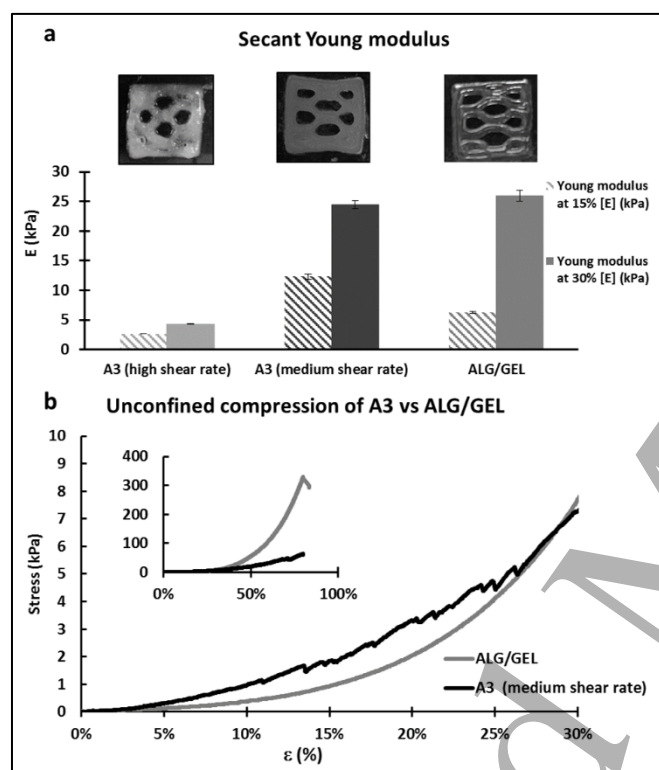 a
Secant Young modulus
30
25
20
15
10
5
0
E (kPa)
Young modulus
at 15% [E] (kPa)
Young modulus
at 30% [E] (kPa)
A3 (high shear rate)
A3 (medium shear rate)
ALG/GEL
b
Unconfined compression of A3 vs ALG/GEL
10
9
8
7
6
5
4
3
2
1
0
Stress (kPa)
400
300
200
100
0
0%
50%
100%
ALG/GEL
A3 (medium shear rate)
0%
5%
10%
15%
20%
25%
30%
ε (%)